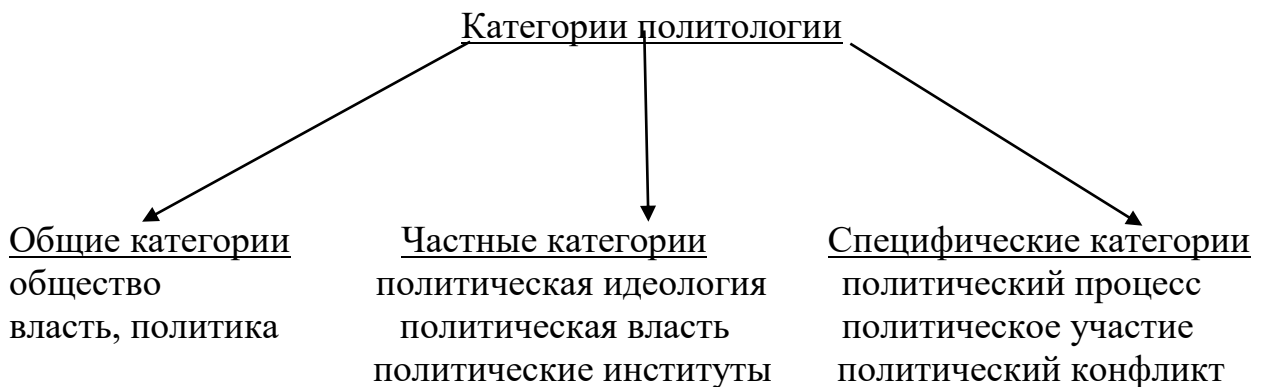 Категории политологии
Общие категории
общество
власть, политика
Частные категории
политическая идеология
политическая власть
политические институты
Специфические категории
политический процесс
политическое участие
политический конфликт